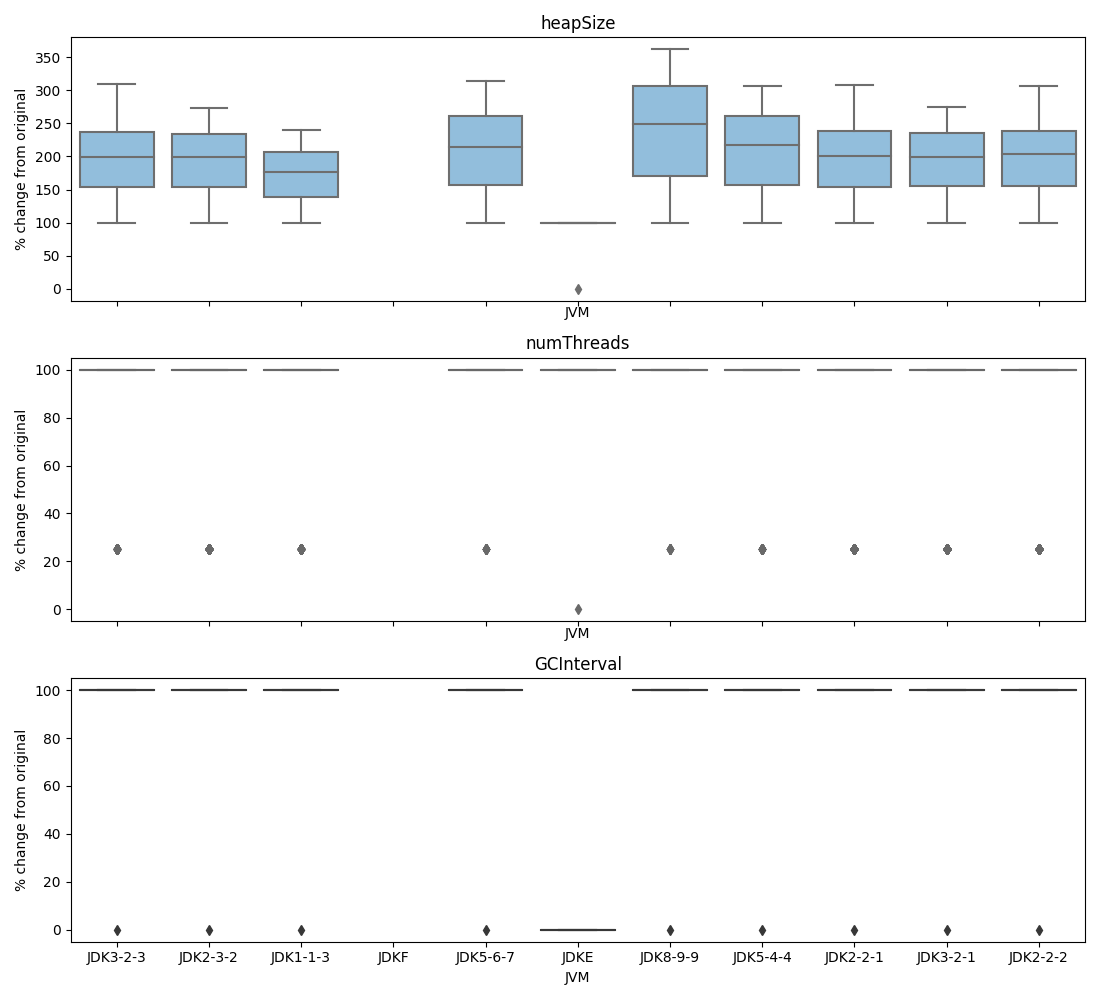 heapSize
% change from original
350
300
250
200
150
100
50
0
JVM
numThreads
% change from original
100
80
60
40
20
0
JVM
GCInterval
% change from original
100
80
60
40
20
0
JDK3-2-3 JDK2-3-2 JDK1-1-3 JDKF JDK5-6-7 JDKE JDK8-9-9 JDK5-4-4 JDK2-2-1 JDK3-2-1 JDK2-2-2
JVM